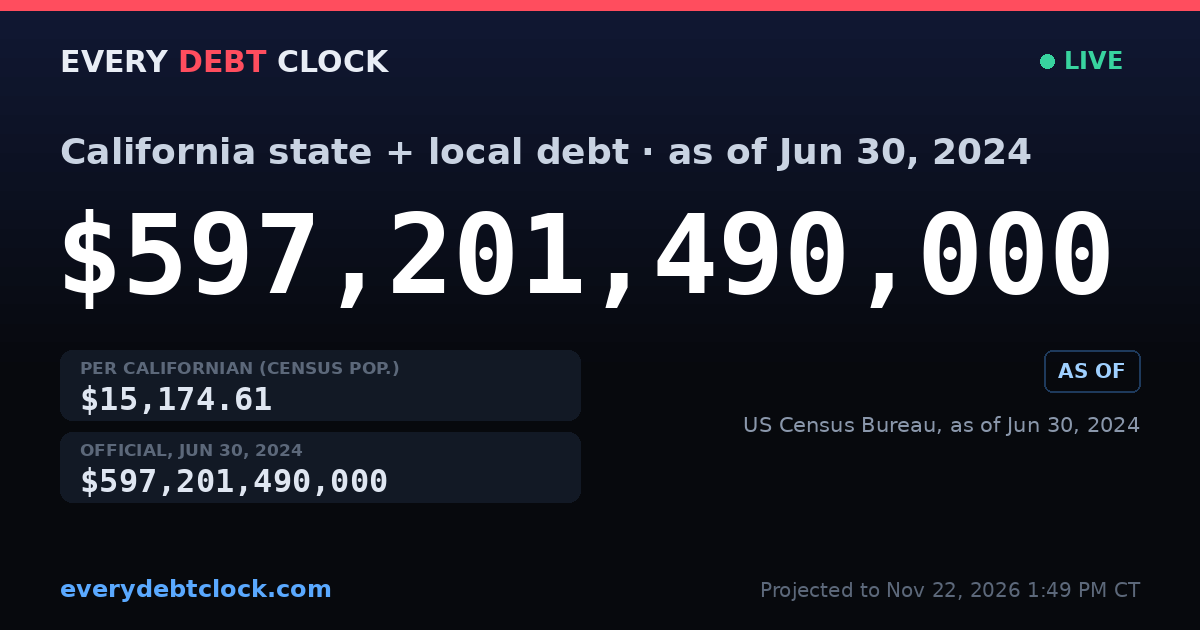 EVERY DEBT CLOCK
LIVE
California state + local debt · as of Jun 30, 2024
$597,201,490,000
PER CALIFORNIAN (CENSUS POP.)
$15,174.61
AS OF
US Census Bureau, as of Jun 30, 2024
OFFICIAL, JUN 30, 2024
$597,201,490,000
everydebtclock.com
Projected to Nov 22, 2026 1:49 PM CT